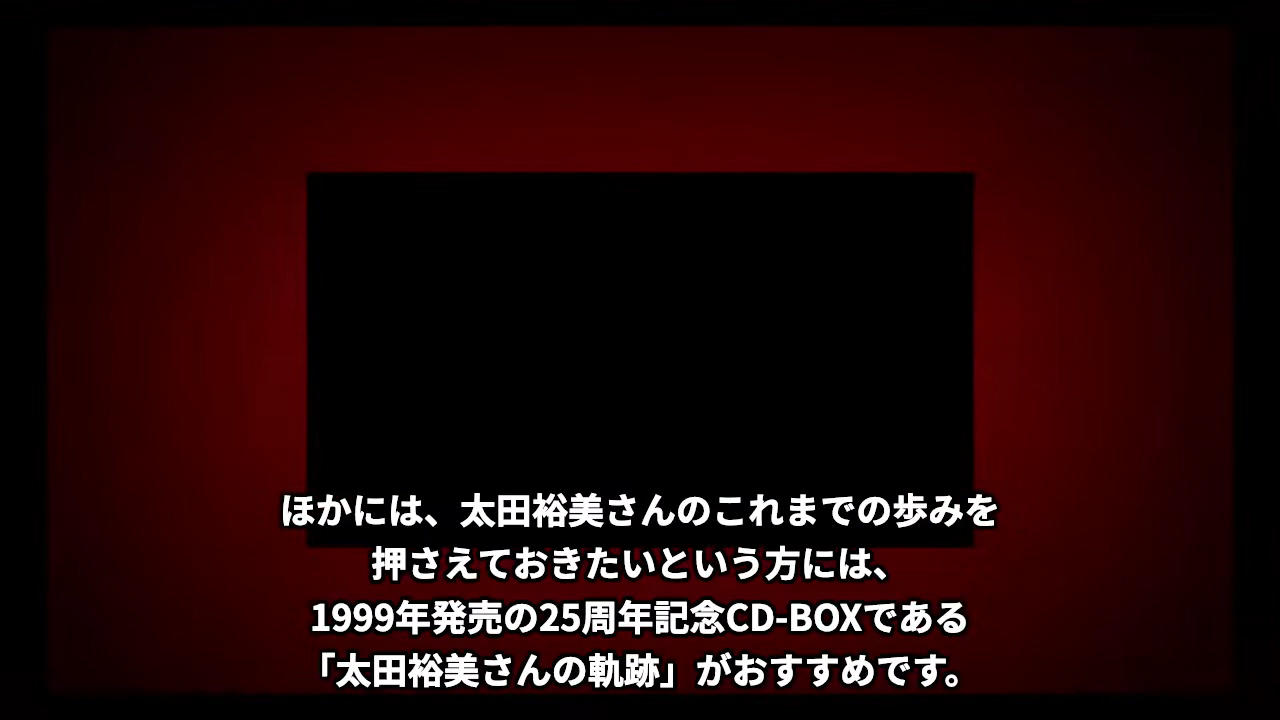 ほかには、太田裕美さんのこれまでの歩みを
押さえておきたいという方には、
1999年発売の25周年記念CD-BOXである
「太田裕美さんの軌跡」がおすすめです。